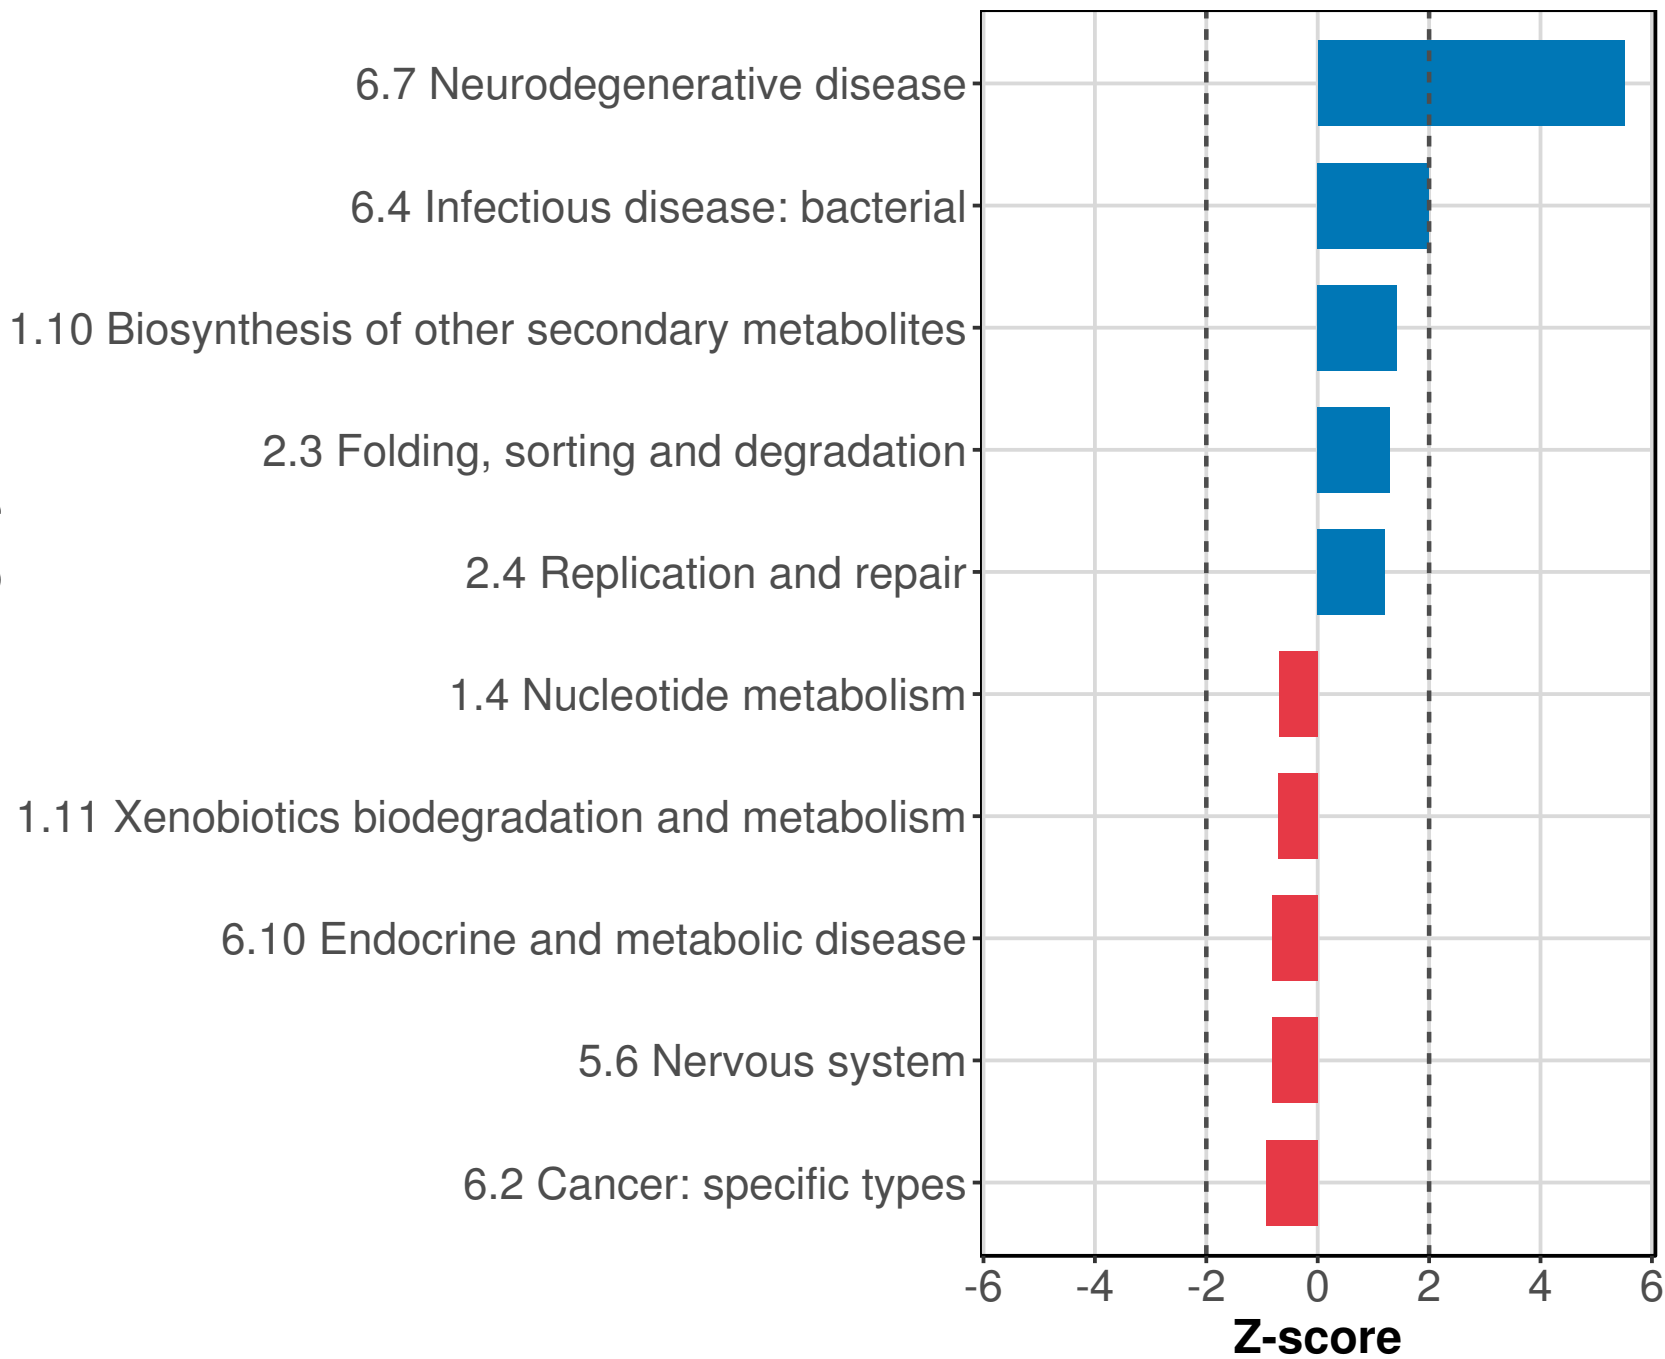 6.7 Neurodegenerative disease
6.4 Infectious disease: bacterial
1.10 Biosynthesis of other secondary metabolites
2.3 Folding, sorting and degradation
2.4 Replication and repair
1.4 Nucleotide metabolism
1.11 Xenobiotics biodegradation and metabolism
6.10 Endocrine and metabolic disease
5.6 Nervous system
6.2 Cancer: specific types
-6 -4 -2 0 2 4 6
Z-score